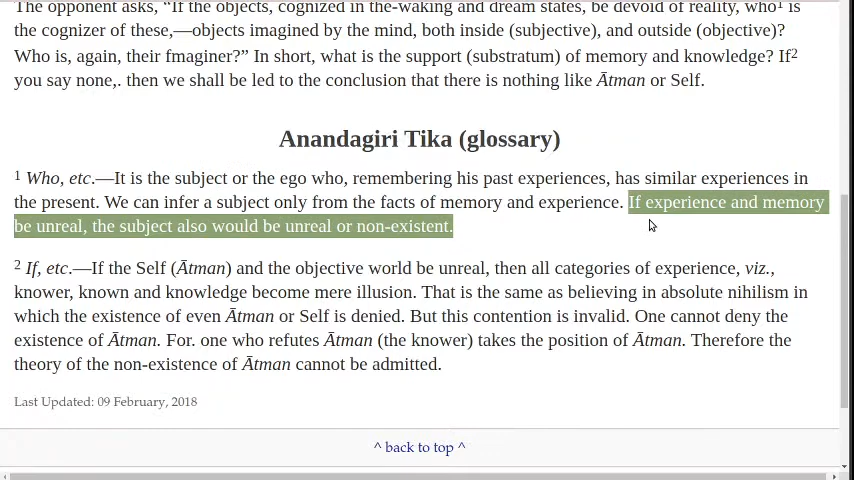 The opponent asks, “If the objects, cognized in the-waking and dream states, be devoid of reality, who¹ is
the cognizer of these,—objects imagined by the mind, both inside (subjective), and outside (objective)?
Who is, again, their fmaginer?” In short, what is the support (substratum) of memory and knowledge? If²
you say none,. then we shall be led to the conclusion that there is nothing like Ātman or Self.
Anandagiri Tika (glossary)
¹ Who, etc.—It is the subject or the ego who, remembering his past experiences, has similar experiences in
the present. We can infer a subject only from the facts of memory and experience. If experience and memory
be unreal, the subject also would be unreal or non-existent.
² If, etc.—If the Self (Ātman) and the objective world be unreal, then all categories of experience, viz.,
knower, known and knowledge become mere illusion. That is the same as believing in absolute nihilism in
which the existence of even Ātman or Self is denied. But this contention is invalid. One cannot deny the
existence of Ātman. For. one who refutes Ātman (the knower) takes the position of Ātman. Therefore the
theory of the non-existence of Ātman cannot be admitted.
Last Updated: 09 February, 2018
^ back to top ^